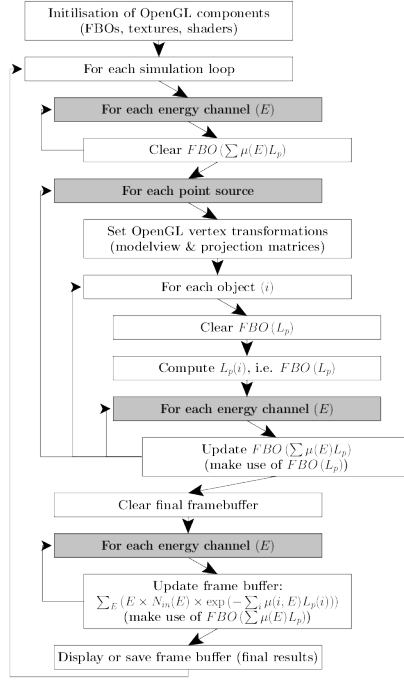 Initilisation of OpenGL components
(FBOs, textures, shaders)
For each simulation loop
For each energy channel (E)
Clear FBO (∑ μ(E)L_p)
For each point source
Set OpenGL vertex transformations
(modelview & projection matrices)
For each object (i)
Clear FBO (L_p)
Compute L_p(i), i.e. FBO (L_p)
For each energy channel (E)
Update FBO (∑ μ(E)L_p)
(make use of FBO (L_p))
Clear final framebuffer
For each energy channel (E)
Update frame buffer:
∑_E (E × N_in(E) × exp (− ∑_i μ(i, E)L_p(i)))
(make use of FBO (∑ μ(E)L_p))
Display or save frame buffer (final results)